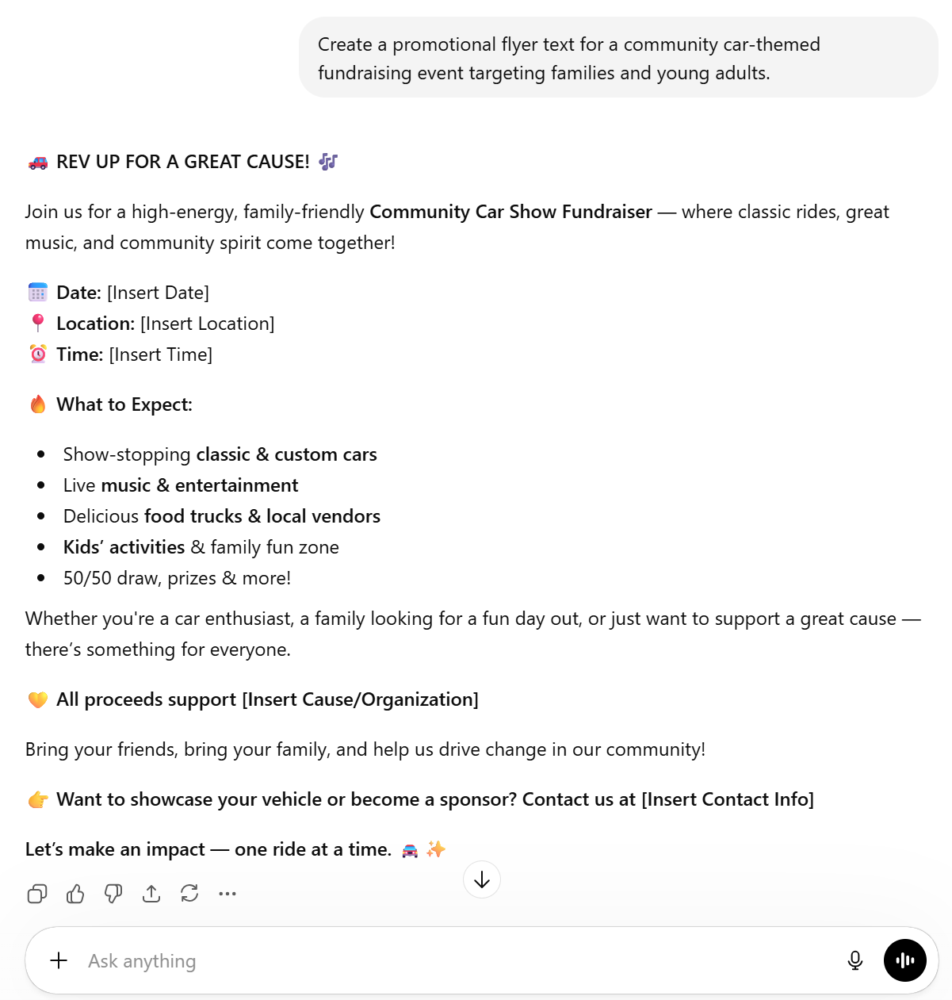 Create a promotional flyer text for a community car-themed
fundraising event targeting families and young adults.
🚗 REV UP FOR A GREAT CAUSE! 🎶
Join us for a high-energy, family-friendly Community Car Show Fundraiser — where classic rides, great
music, and community spirit come together!
📅 Date: [Insert Date]
📍 Location: [Insert Location]
⏰ Time: [Insert Time]
🔥 What to Expect:
• Show-stopping classic & custom cars
• Live music & entertainment
• Delicious food trucks & local vendors
• Kids’ activities & family fun zone
• 50/50 draw, prizes & more!
Whether you're a car enthusiast, a family looking for a fun day out, or just want to support a great cause —
there’s something for everyone.
💛 All proceeds support [Insert Cause/Organization]
Bring your friends, bring your family, and help us drive change in our community!
👉 Want to showcase your vehicle or become a sponsor? Contact us at [Insert Contact Info]
Let’s make an impact — one ride at a time. 🚘 ✨
Ask anything